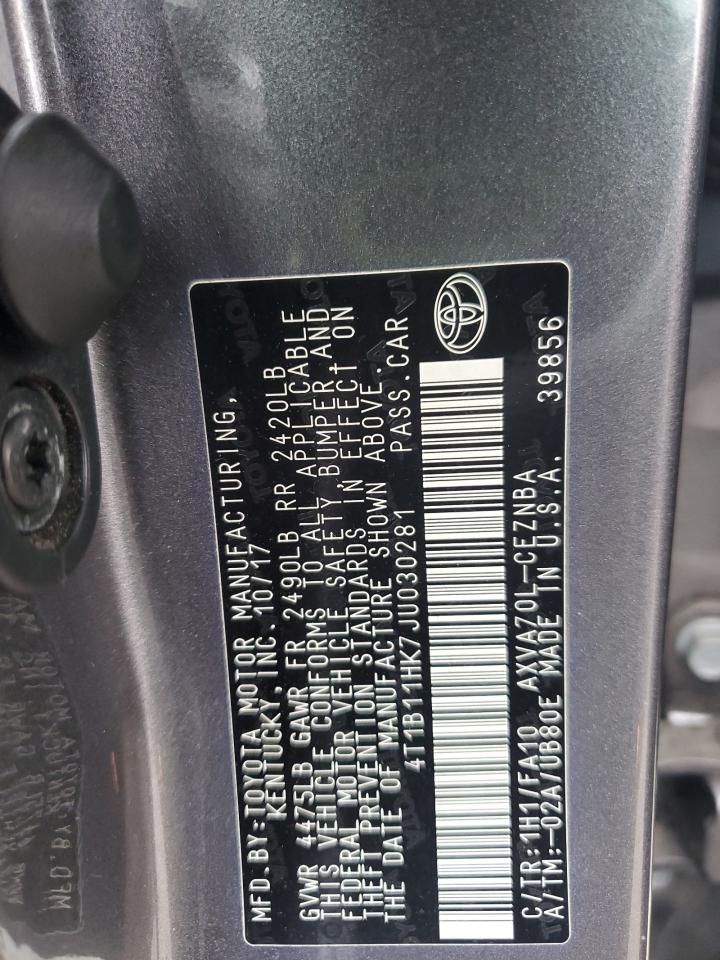 MFD.BY:TOYOTA MOTOR MANUFACTURING,
KENTUCKY,INC. 10/17
GVWR 4475LB GAWR FR 2490LB RR 2420LB
THIS VEHICLE CONFORMS TO ALL APPLICABLE
FEDERAL MOTOR VEHICLE SAFETY,BUMPER,AND
THEFT PREVENTION STANDARDS IN EFFECT ON
THE DATE OF MANUFACTURE SHOWN ABOVE.
4T1B11HK7JU030281 PASS.CAR
C/TR:1H1/FA10 AXVA70L-CEZNBA
A/TM:-02A/UB80E MADE IN U.S.A. 39856